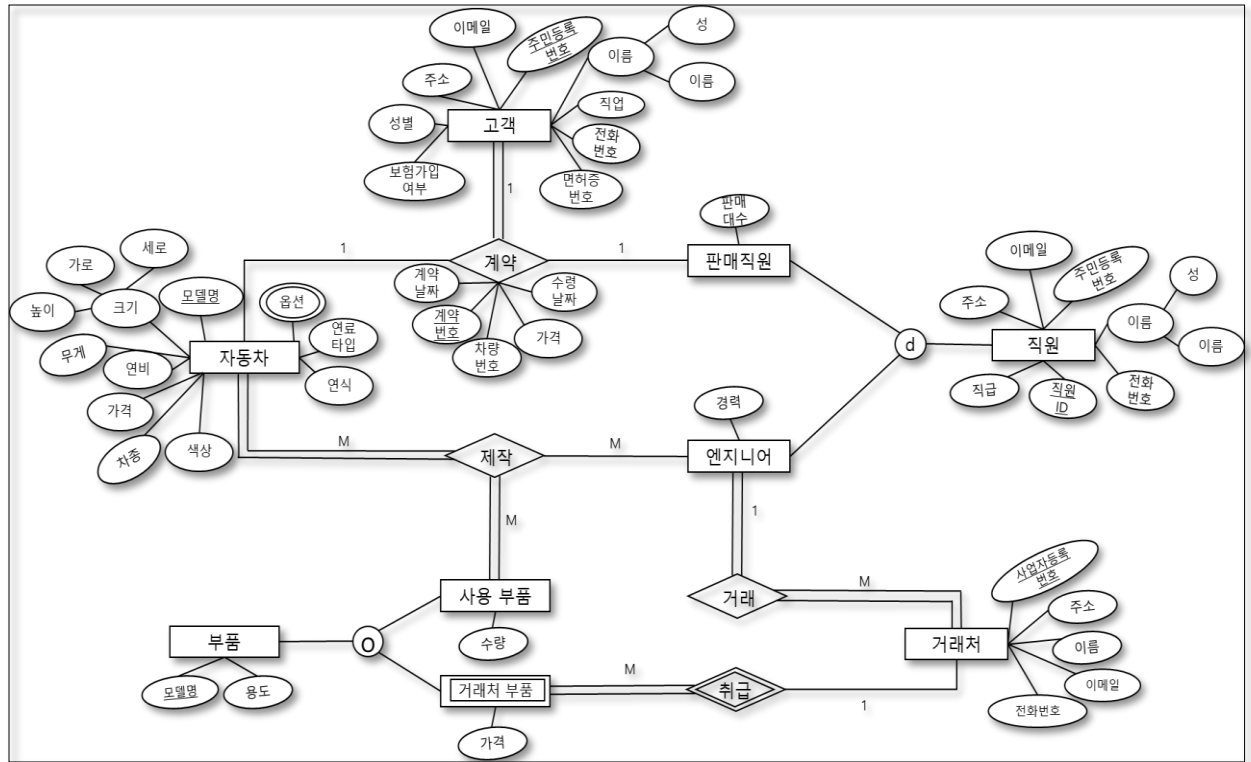 이메일
주민등록
번호
이름
성
이름
주소
직업
성별
고객
전화
번호
보험가입
여부
면허증
번호
1
판매
대수
1
계약
1
판매직원
계약
날짜
수령
날짜
계약
번호
차량
번호
가격
가로
세로
높이
크기
모델명
옵션
연료
타입
무게
연비
자동차
연식
가격
차종
색상
이메일
주민등록
번호
성
주소
이름
이름
d
직원
직급
직원
ID
전화
번호
경력
M
제작
M
엔지니어
M
1
사용 부품
거래
M
사업자등록
번호
주소
부품
O
수량
거래처
이름
모델명
용도
거래처 부품
M
취급
1
이메일
전화번호
가격